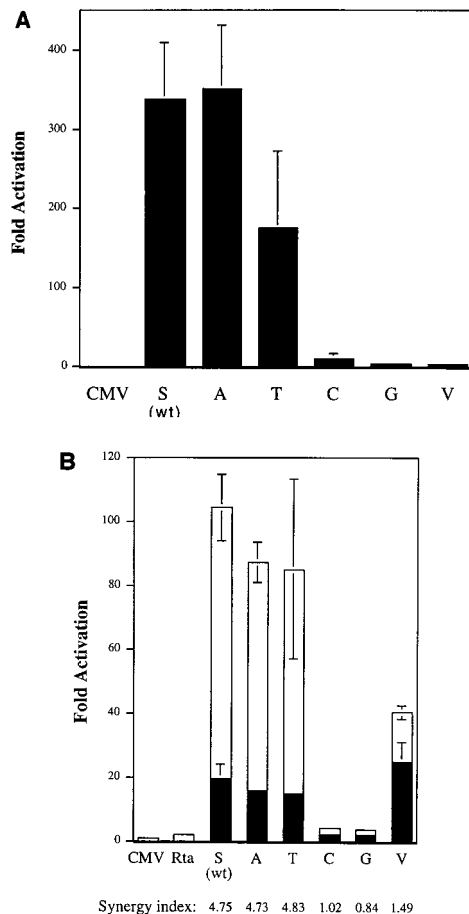 A
400
300
200
100
0
Fold Activation
CMV S A T C G V
(wt)
B
120
100
80
60
40
20
0
Fold Activation
CMV Rta S A T C G V
(wt)
Synergy index: 4.75 4.73 4.83 1.02 0.84 1.49